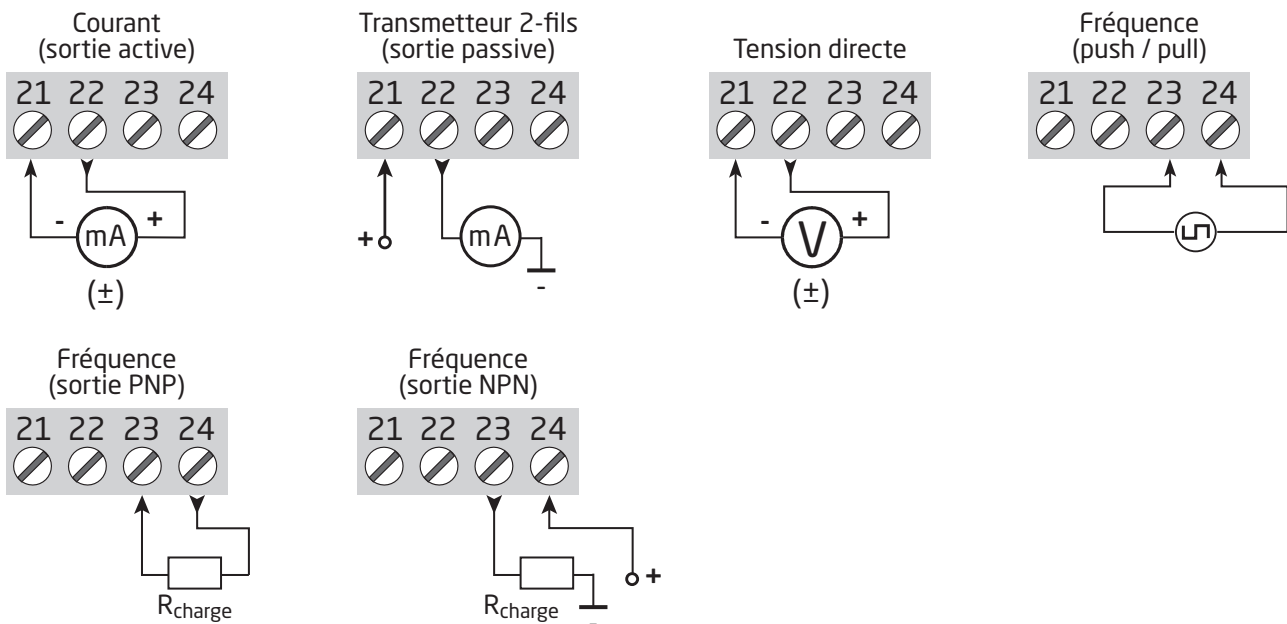 Courant
(sortie active)
21 22 23 24
- +
mA
(±)
Transmetteur 2-fils
(sortie passive)
21 22 23 24
+
mA
-
Tension directe
21 22 23 24
- +
V
(±)
Fréquence
(push / pull)
21 22 23 24
Fréquence
(sortie PNP)
21 22 23 24
Rcharge
Fréquence
(sortie NPN)
21 22 23 24
+
Rcharge
-